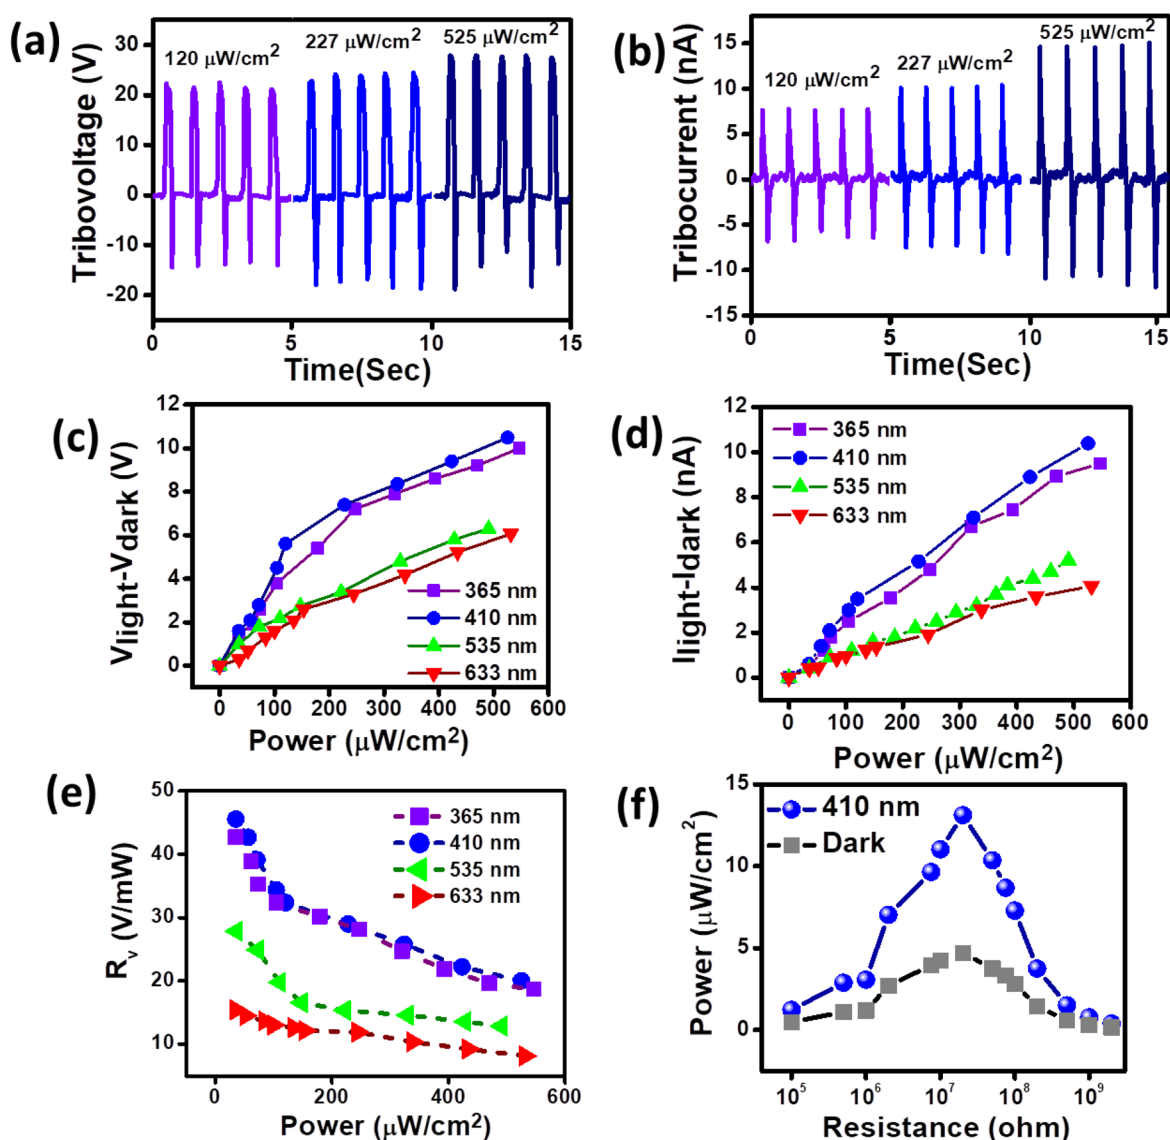 (a)
Tribovoltage (V)
30
20
10
0
-10
-20
120 μW/cm2
227 μW/cm2
525 μW/cm2
0
5
10
15
Time(Sec)
(b)
Tribocurrent (nA)
15
10
5
0
-5
-10
-15
120 μW/cm2
227 μW/cm2
525 μW/cm2
0
5
10
15
Time(Sec)
(c)
Vlight-Vdark (V)
12
10
8
6
4
2
0
365 nm
410 nm
535 nm
633 nm
0 100 200 300 400 500 600
Power (μW/cm2)
(d)
Ilight-Idark (nA)
12
10
8
6
4
2
0
365 nm
410 nm
535 nm
633 nm
0 100 200 300 400 500 600
Power (μW/cm2)
(e)
Rv (V/mW)
50
40
30
20
10
365 nm
410 nm
535 nm
633 nm
0 200 400 600
Power (μW/cm2)
(f)
Power (μW/cm2)
15
10
5
0
410 nm
Dark
10^5 10^6 10^7 10^8 10^9
Resistance (ohm)